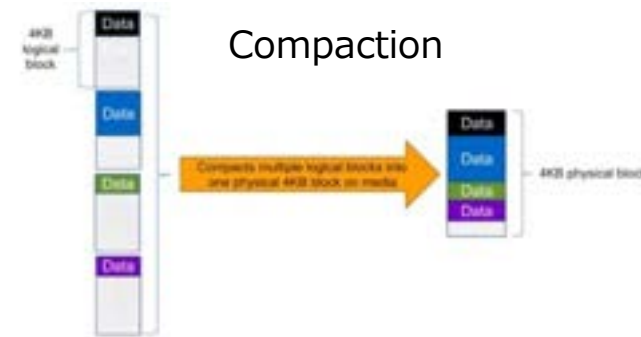 Compaction
4KB
logical
block
Data
Data
Data
Data
Compacts multiple logical blocks into
one physical 4KB block on media
Data
Data
Data
Data
4KB physical block